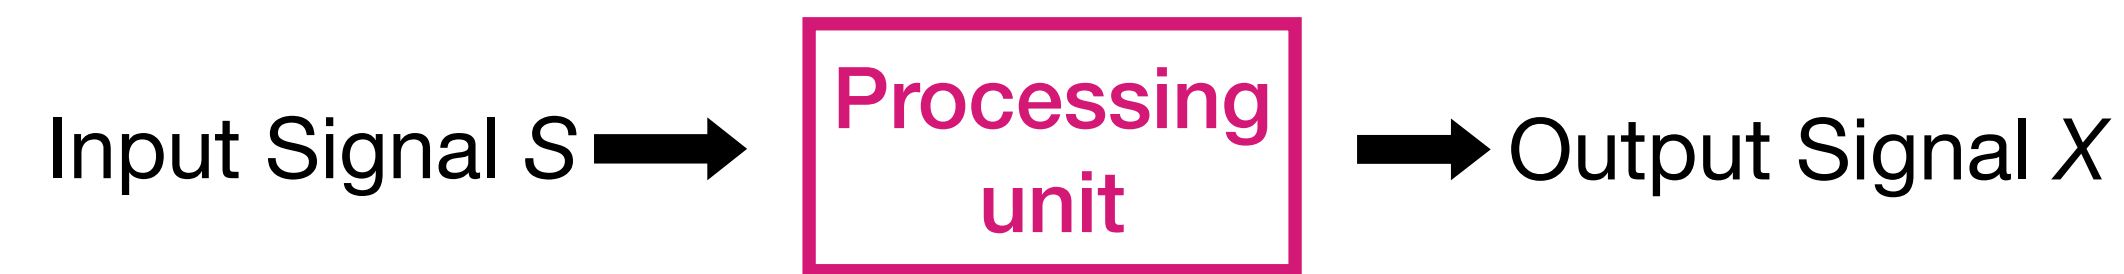 Input Signal S
Processing
unit
Output Signal X